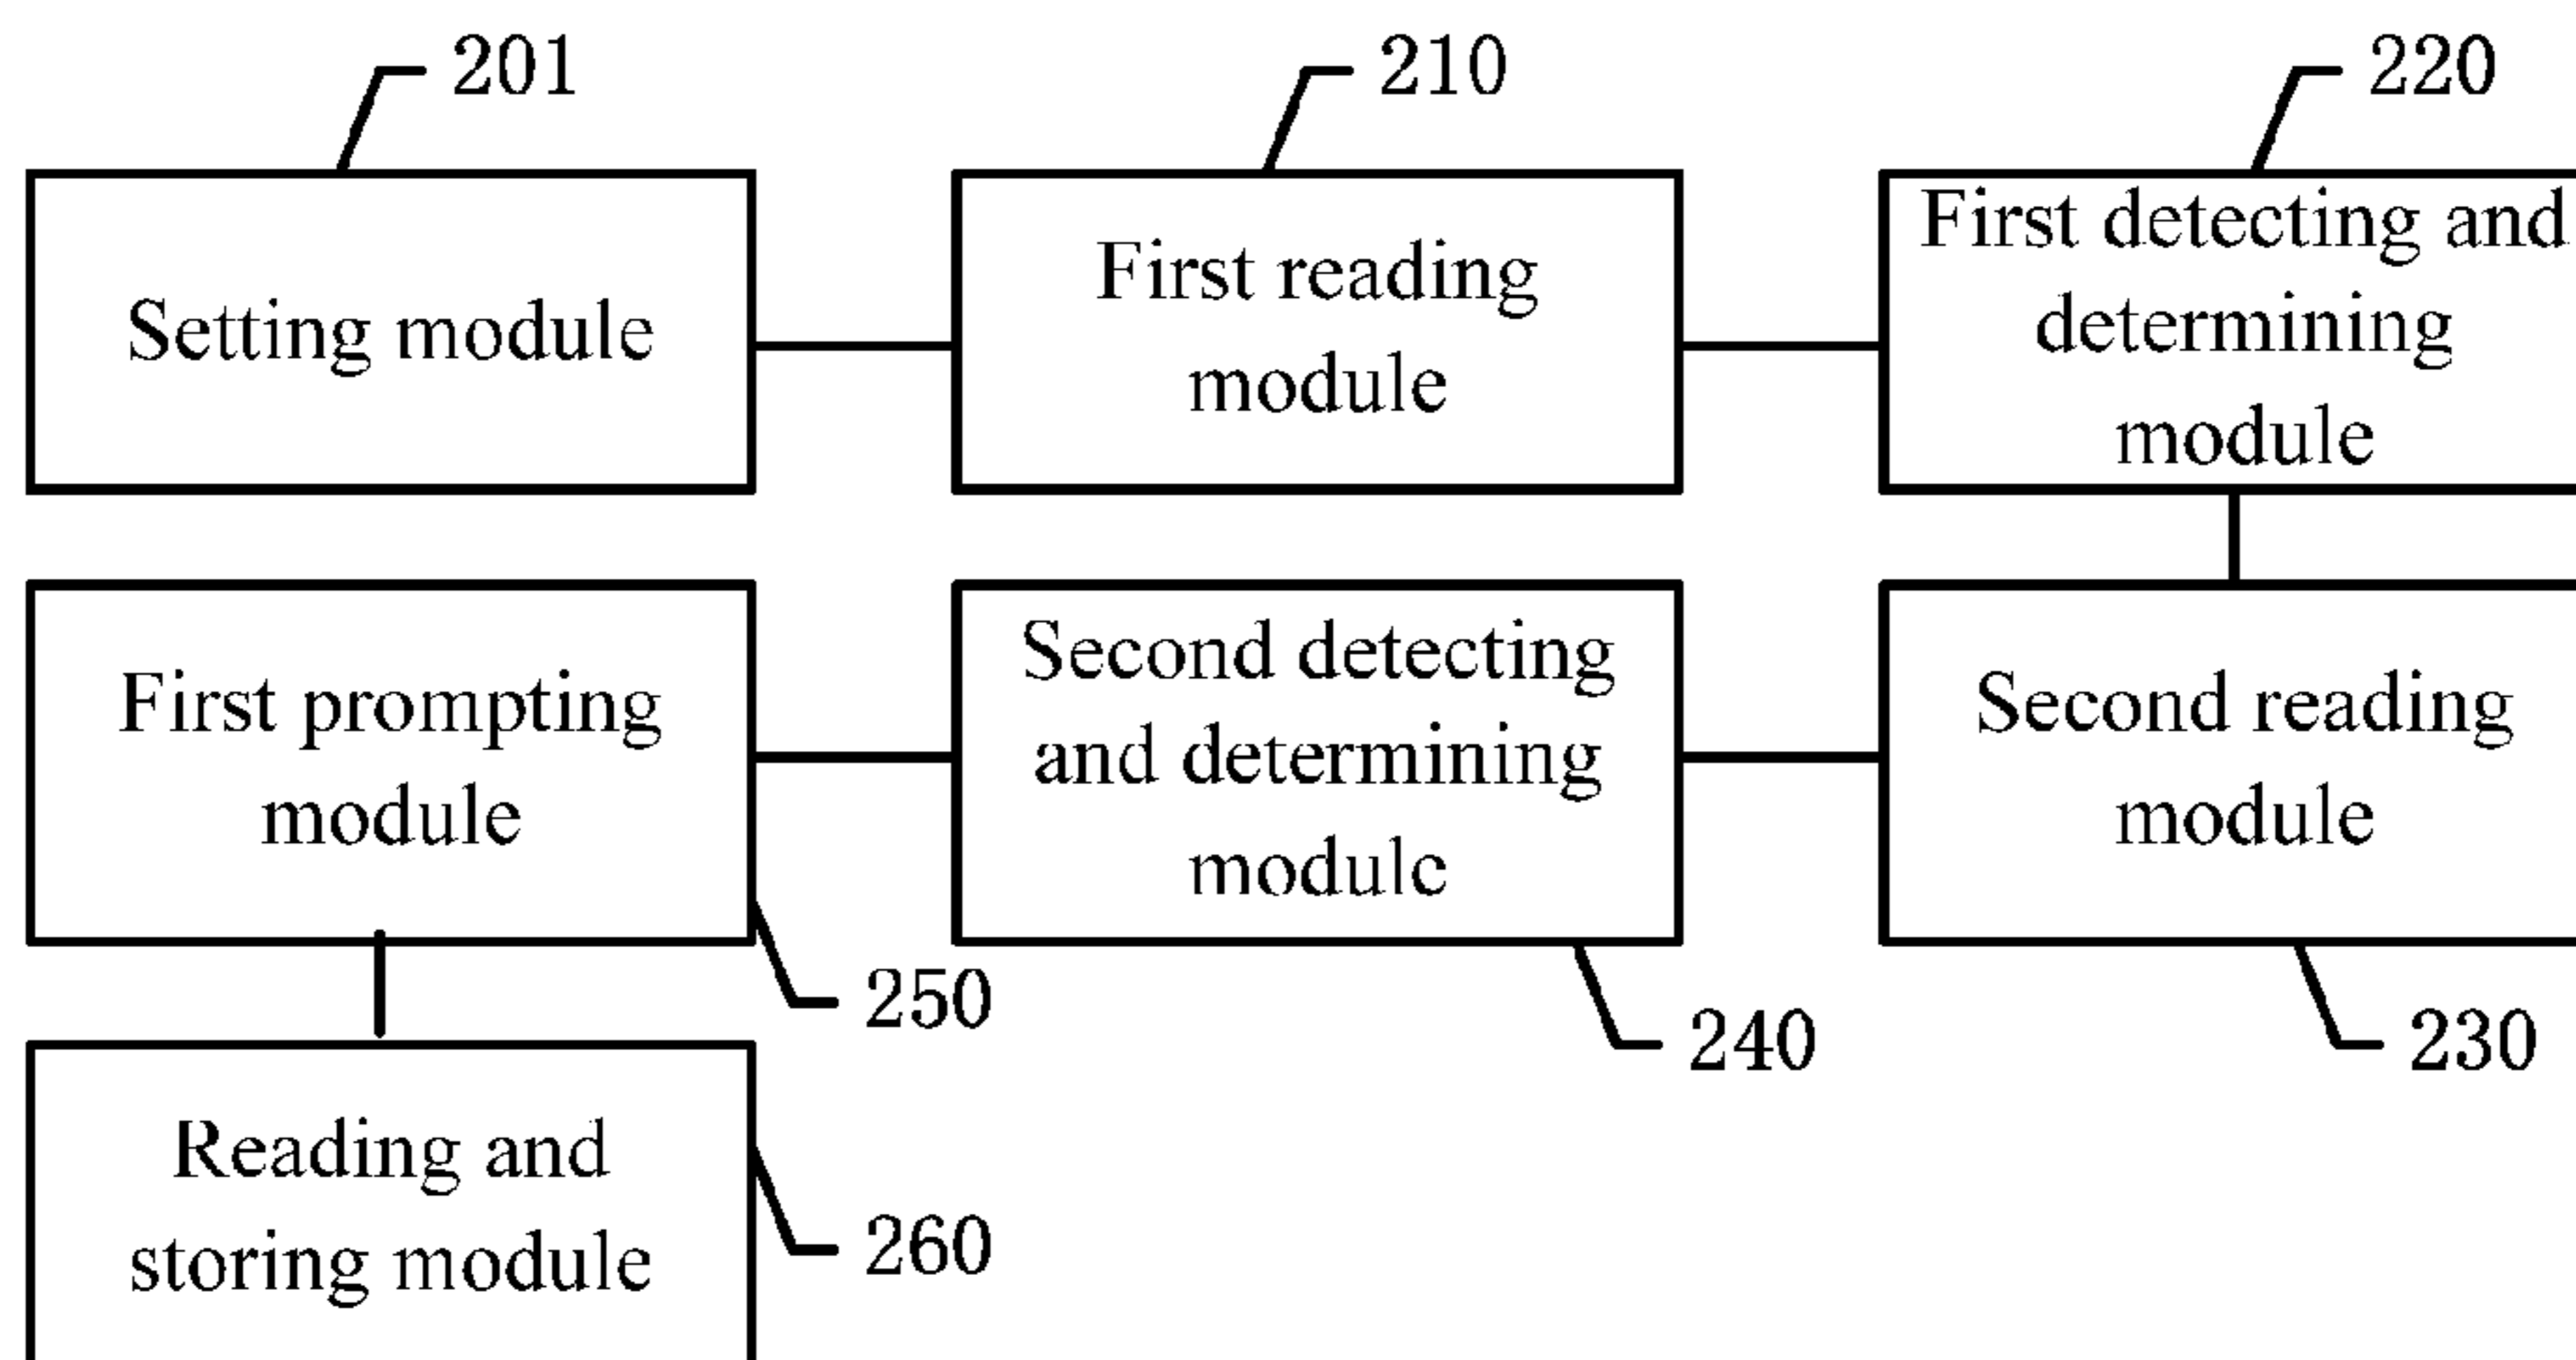 201
210
220
Setting module
First reading
module
First detecting and
determining
module
First prompting
module
Second detecting
and determining
module
Second reading
module
250
240
230
Reading and
storing module
260